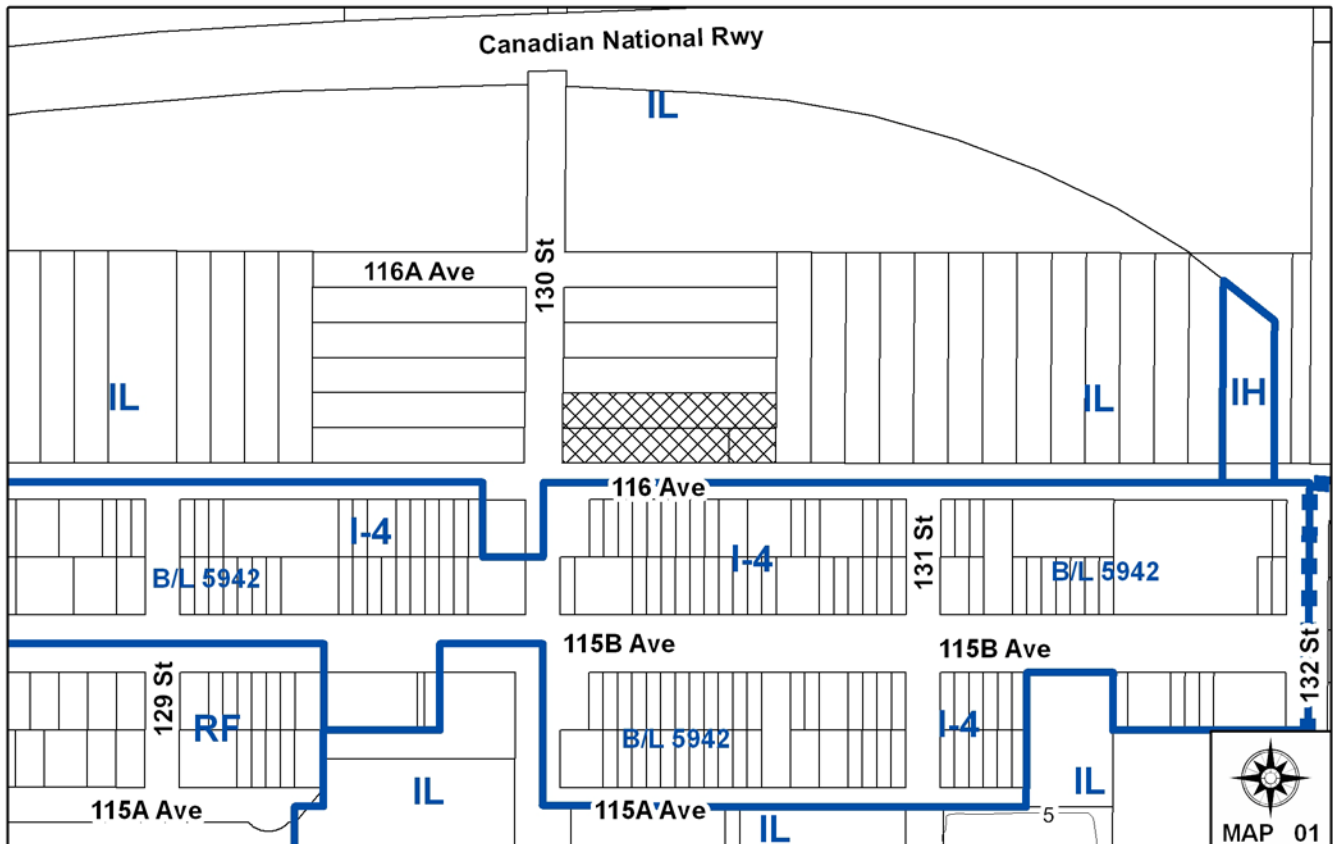 Canadian National Rwy
IL
116A Ave
130 St
IL
IL
IH
116 Ave
I-4
I-4
131 St
B/L 5942
B/L 5942
115B Ave
115B Ave
129 St
132 St
RF
B/L 5942
I-4
IL
IL
115A Ave
115A Ave
5
IL
MAP 01